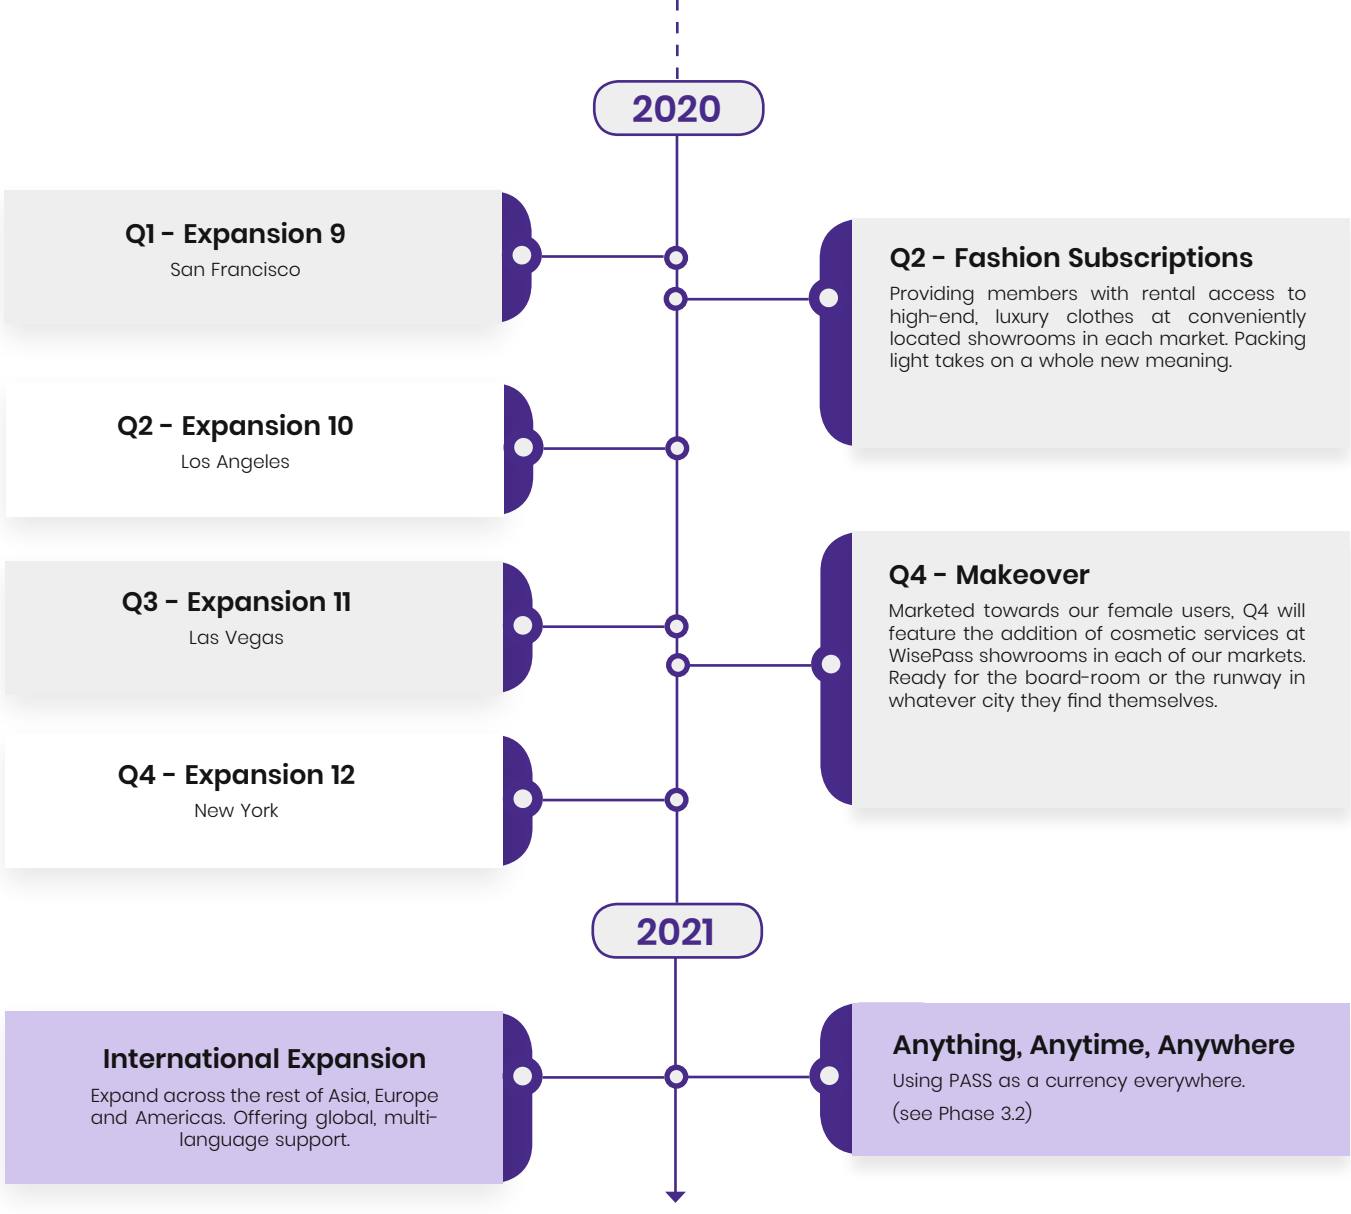 2020
Q1 - Expansion 9
San Francisco
Q2 - Fashion Subscriptions
Providing members with rental access to
high-end, luxury clothes at conveniently
located showrooms in each market. Packing
light takes on a whole new meaning.
Q2 - Expansion 10
Los Angeles
Q3 - Expansion 11
Las Vegas
Q4 - Makeover
Marketed towards our female users, Q4 will
feature the addition of cosmetic services at
WisePass showrooms in each of our markets.
Ready for the board-room or the runway in
whatever city they find themselves.
Q4 - Expansion 12
New York
2021
International Expansion
Expand across the rest of Asia, Europe
and Americas. Offering global, multi-
language support.
Anything, Anytime, Anywhere
Using PASS as a currency everywhere.
(see Phase 3.2)